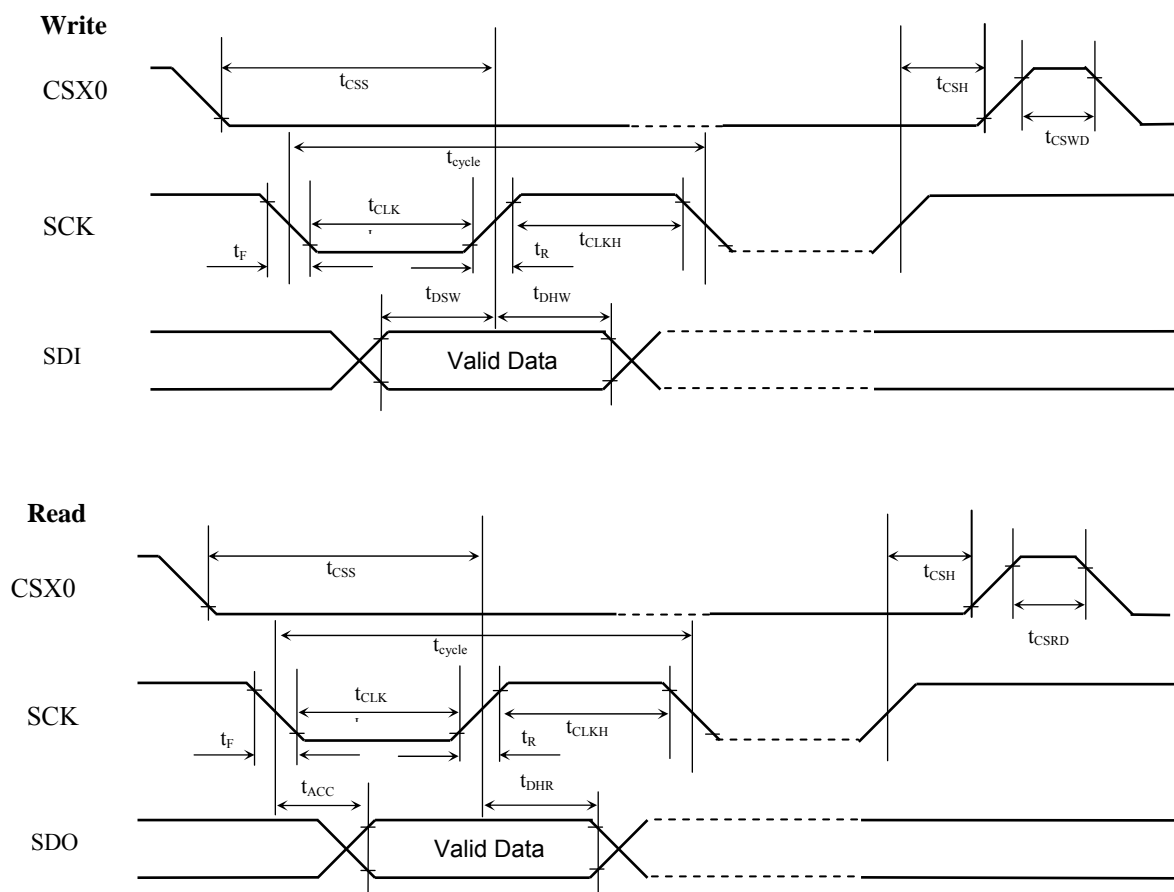 Write
CSX0
tCSS
tCSH
tCSWD
tcycle
SCK
tCLK
tF
tR
tCLKH
tDSW
tDHW
SDI
Valid Data
Read
CSX0
tCSS
tCSH
tCSRD
tcycle
SCK
tCLK
tF
tR
tCLKH
tACC
tDHR
SDO
Valid Data